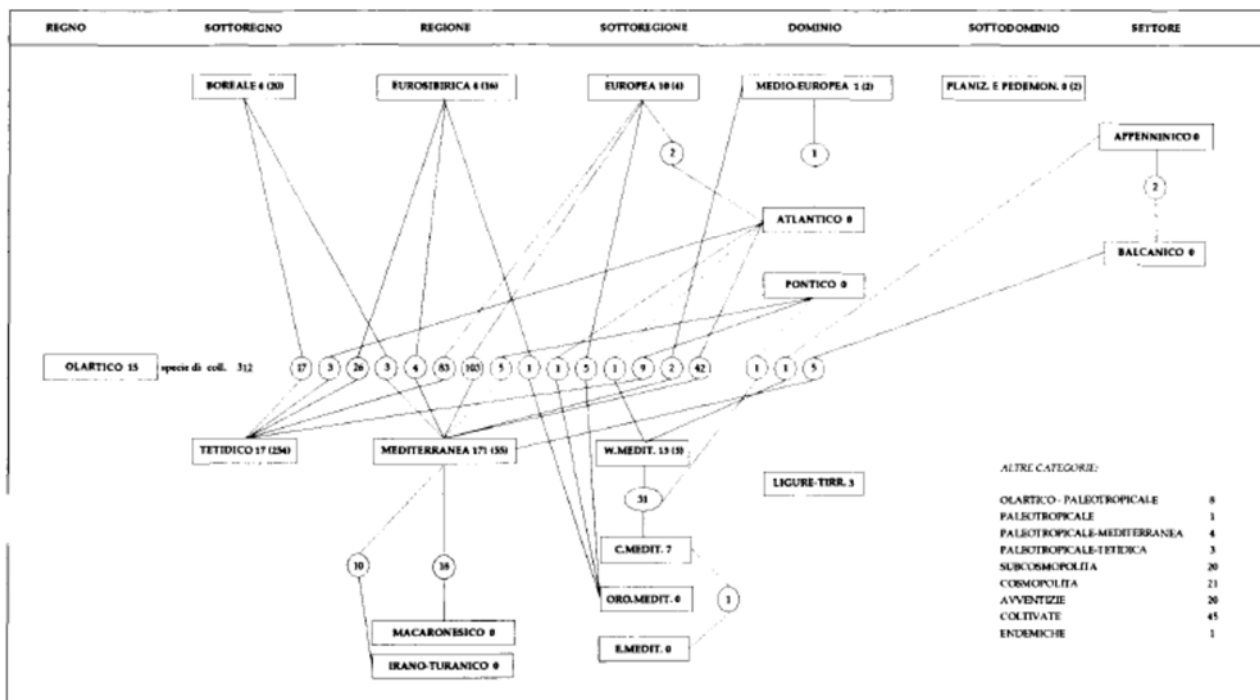 REGNO SOTTOREGNO REGIONE SOTTOREGIONE DOMINIO SOTTODOMINIO SETTORE
BOREALE 4 (20) EUROSIBIRICA 4 (16) EUROPEA 10 (4) MEDIO-EUROPEA 1 (2) PLANIZ. E PEDEMON. 0 (2)
APPENNINICO 0
2 1
2
ATLANTICO 0
BALCANICO 0
PONTICO 0
OLARTICO 15 specie di coll. 312 17 3 26 3 4 83 103 5 1 1 5 1 9 2 42 1 1 5
TETIDICO 17 (254) MEDITERRANEA 171 (55) W.MEDIT. 13 (5)
LIGURE-TIRR. 3
31
ALTRE CATEGORIE:
OLARTICO - PALEOTROPICALE 8
PALEOTROPICALE 1
PALEOTROPICALE-MEDITERRANEA 4
PALEOTROPICALE-TETIDICA 3
SUBCOSMOPOLITA 20
COSMOPOLITA 21
AVVENTIZIE 20
COLTIVATE 45
ENDEMICHE 1
C.MEDIT. 7
10 18
ORO.MEDIT. 0 1
MACARONESICO 0
E.MEDIT. 0
IRANO-TURANICO 0